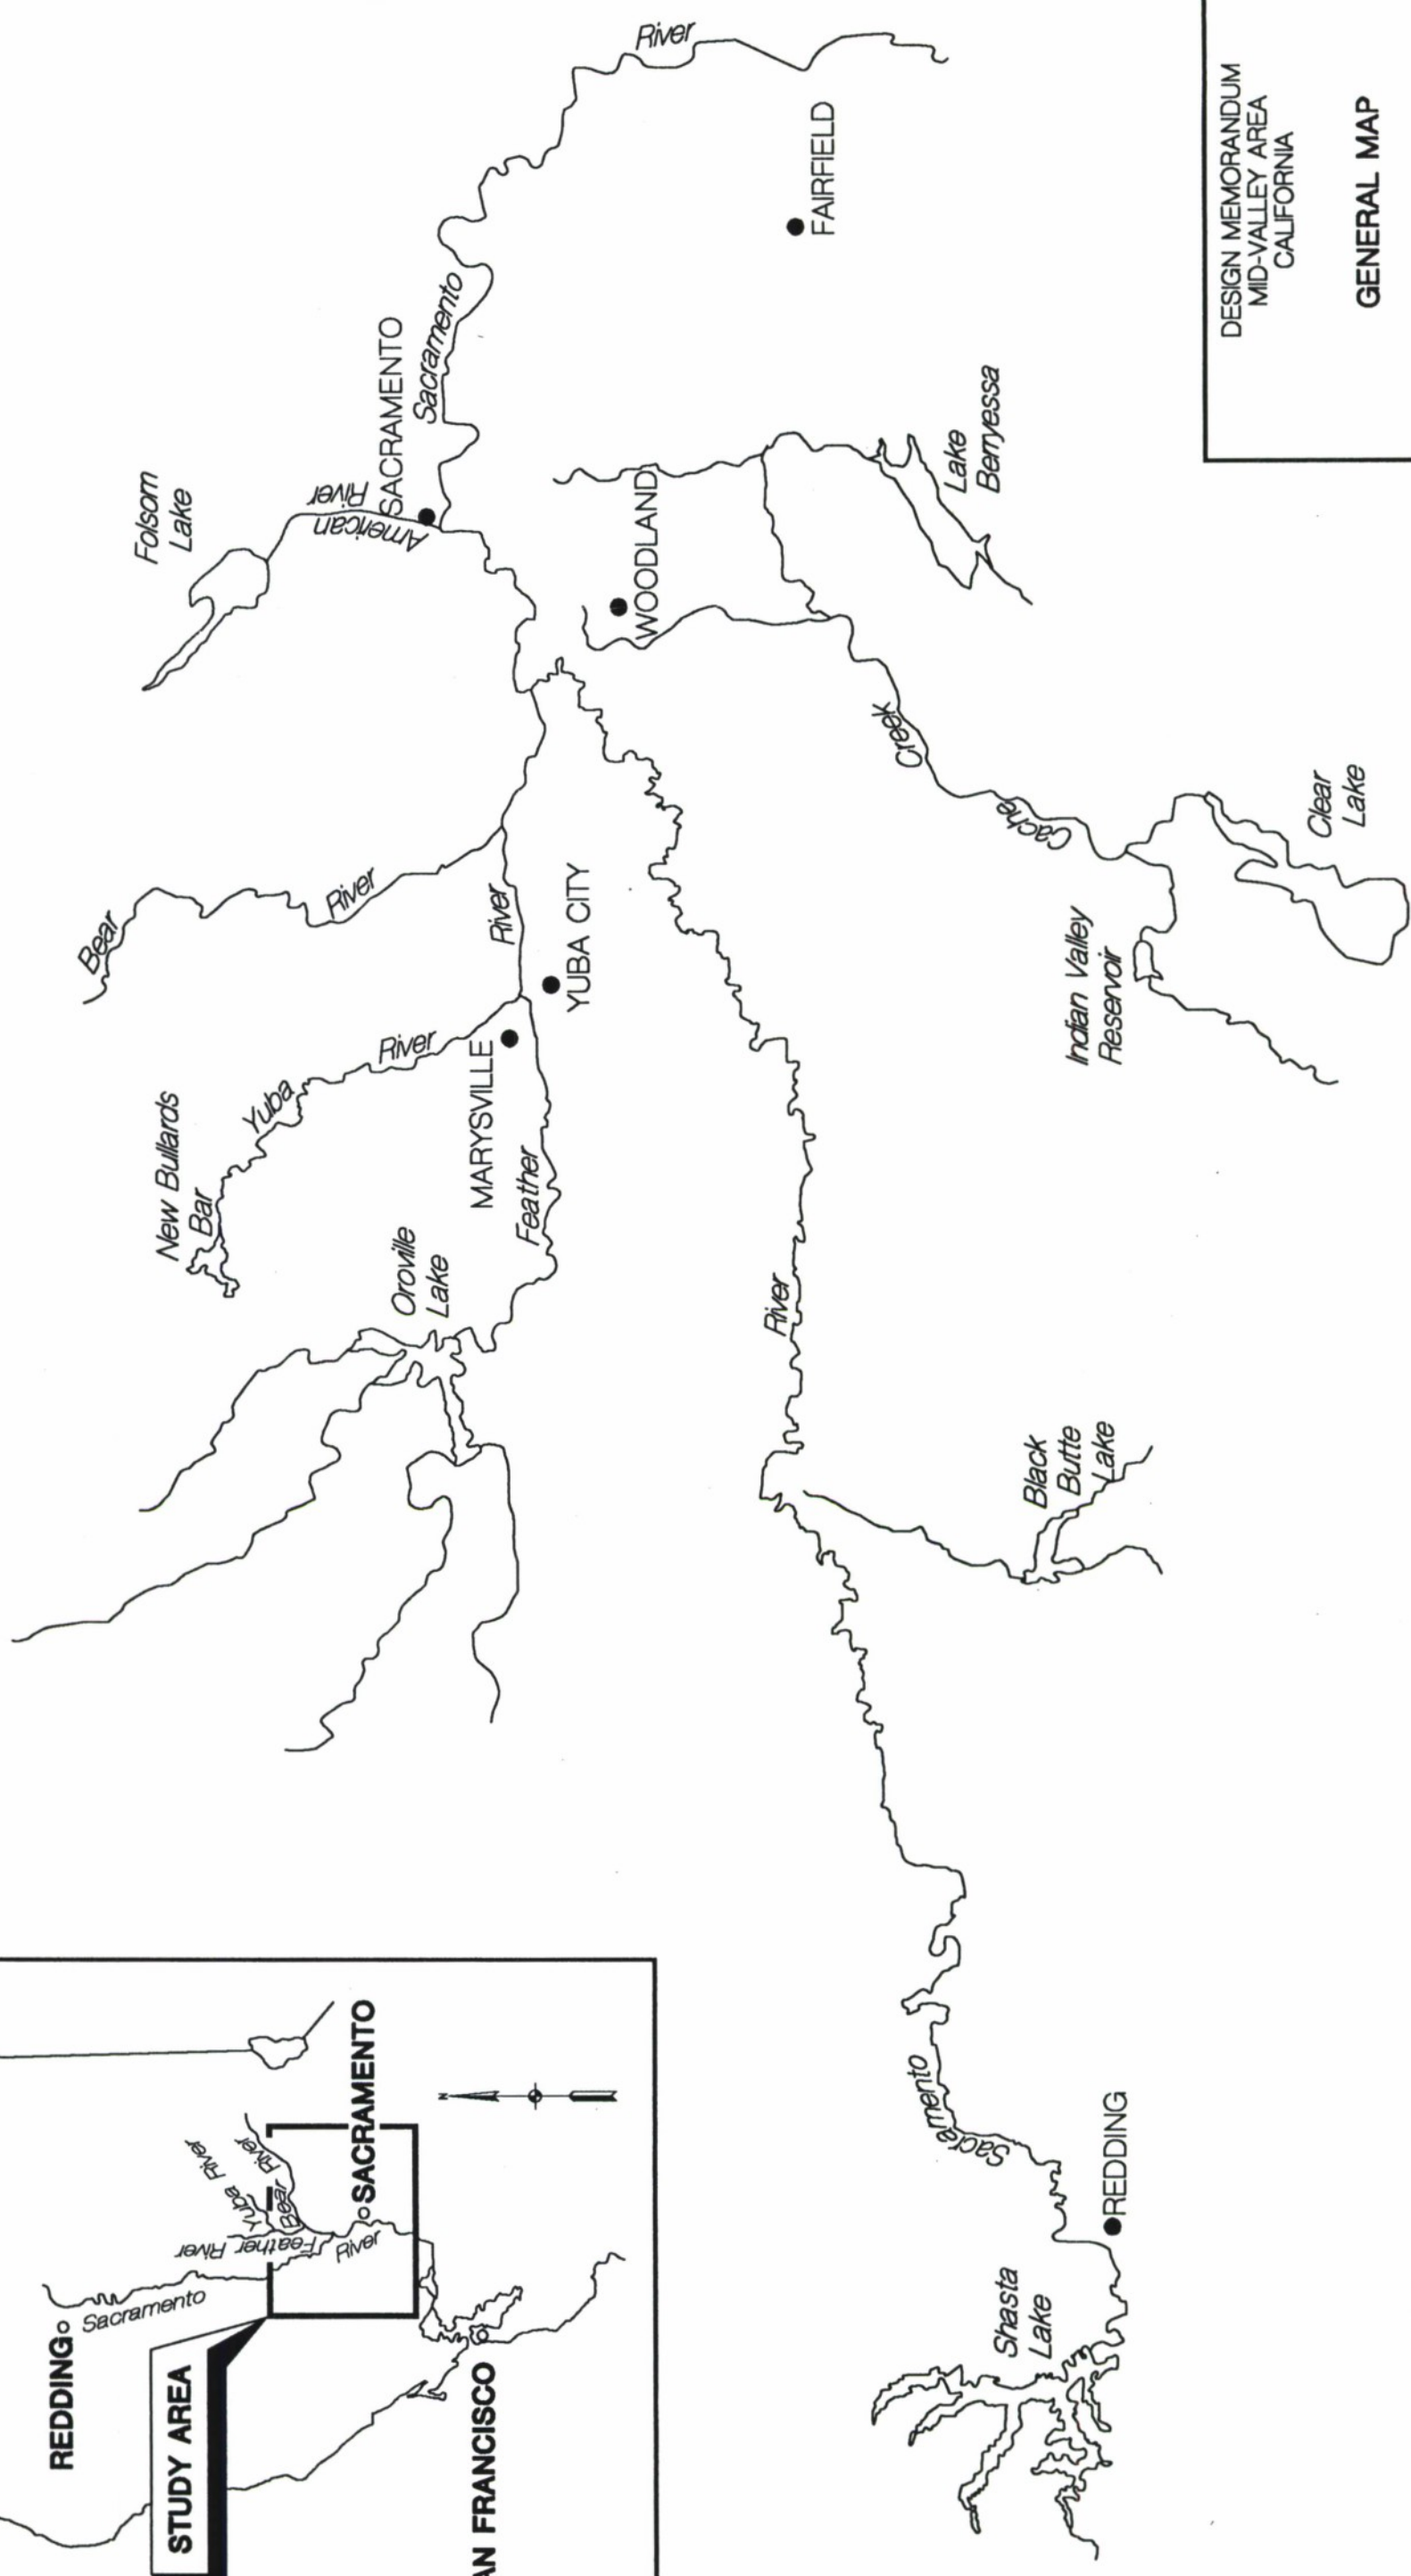 REDDING
Sacramento
Feather River
Yuba River
Bear River
River
SACRAMENTO
STUDY AREA
AN FRANCISCO
N
Shasta
Lake
REDDING
Sacramento
River
Black
Butte
Lake
Oroville
Lake
New Bullards
Bar
Yuba
River
MARYSVILLE
Feather
River
YUBA CITY
Bear
River
Indian Valley
Reservoir
Clear
Lake
Cache
Creek
Folsom
Lake
American
River
SACRAMENTO
Sacramento
River
WOODLAND
Lake
Berryessa
FAIRFIELD
DESIGN MEMORANDUM
MID-VALLEY AREA
CALIFORNIA
GENERAL MAP